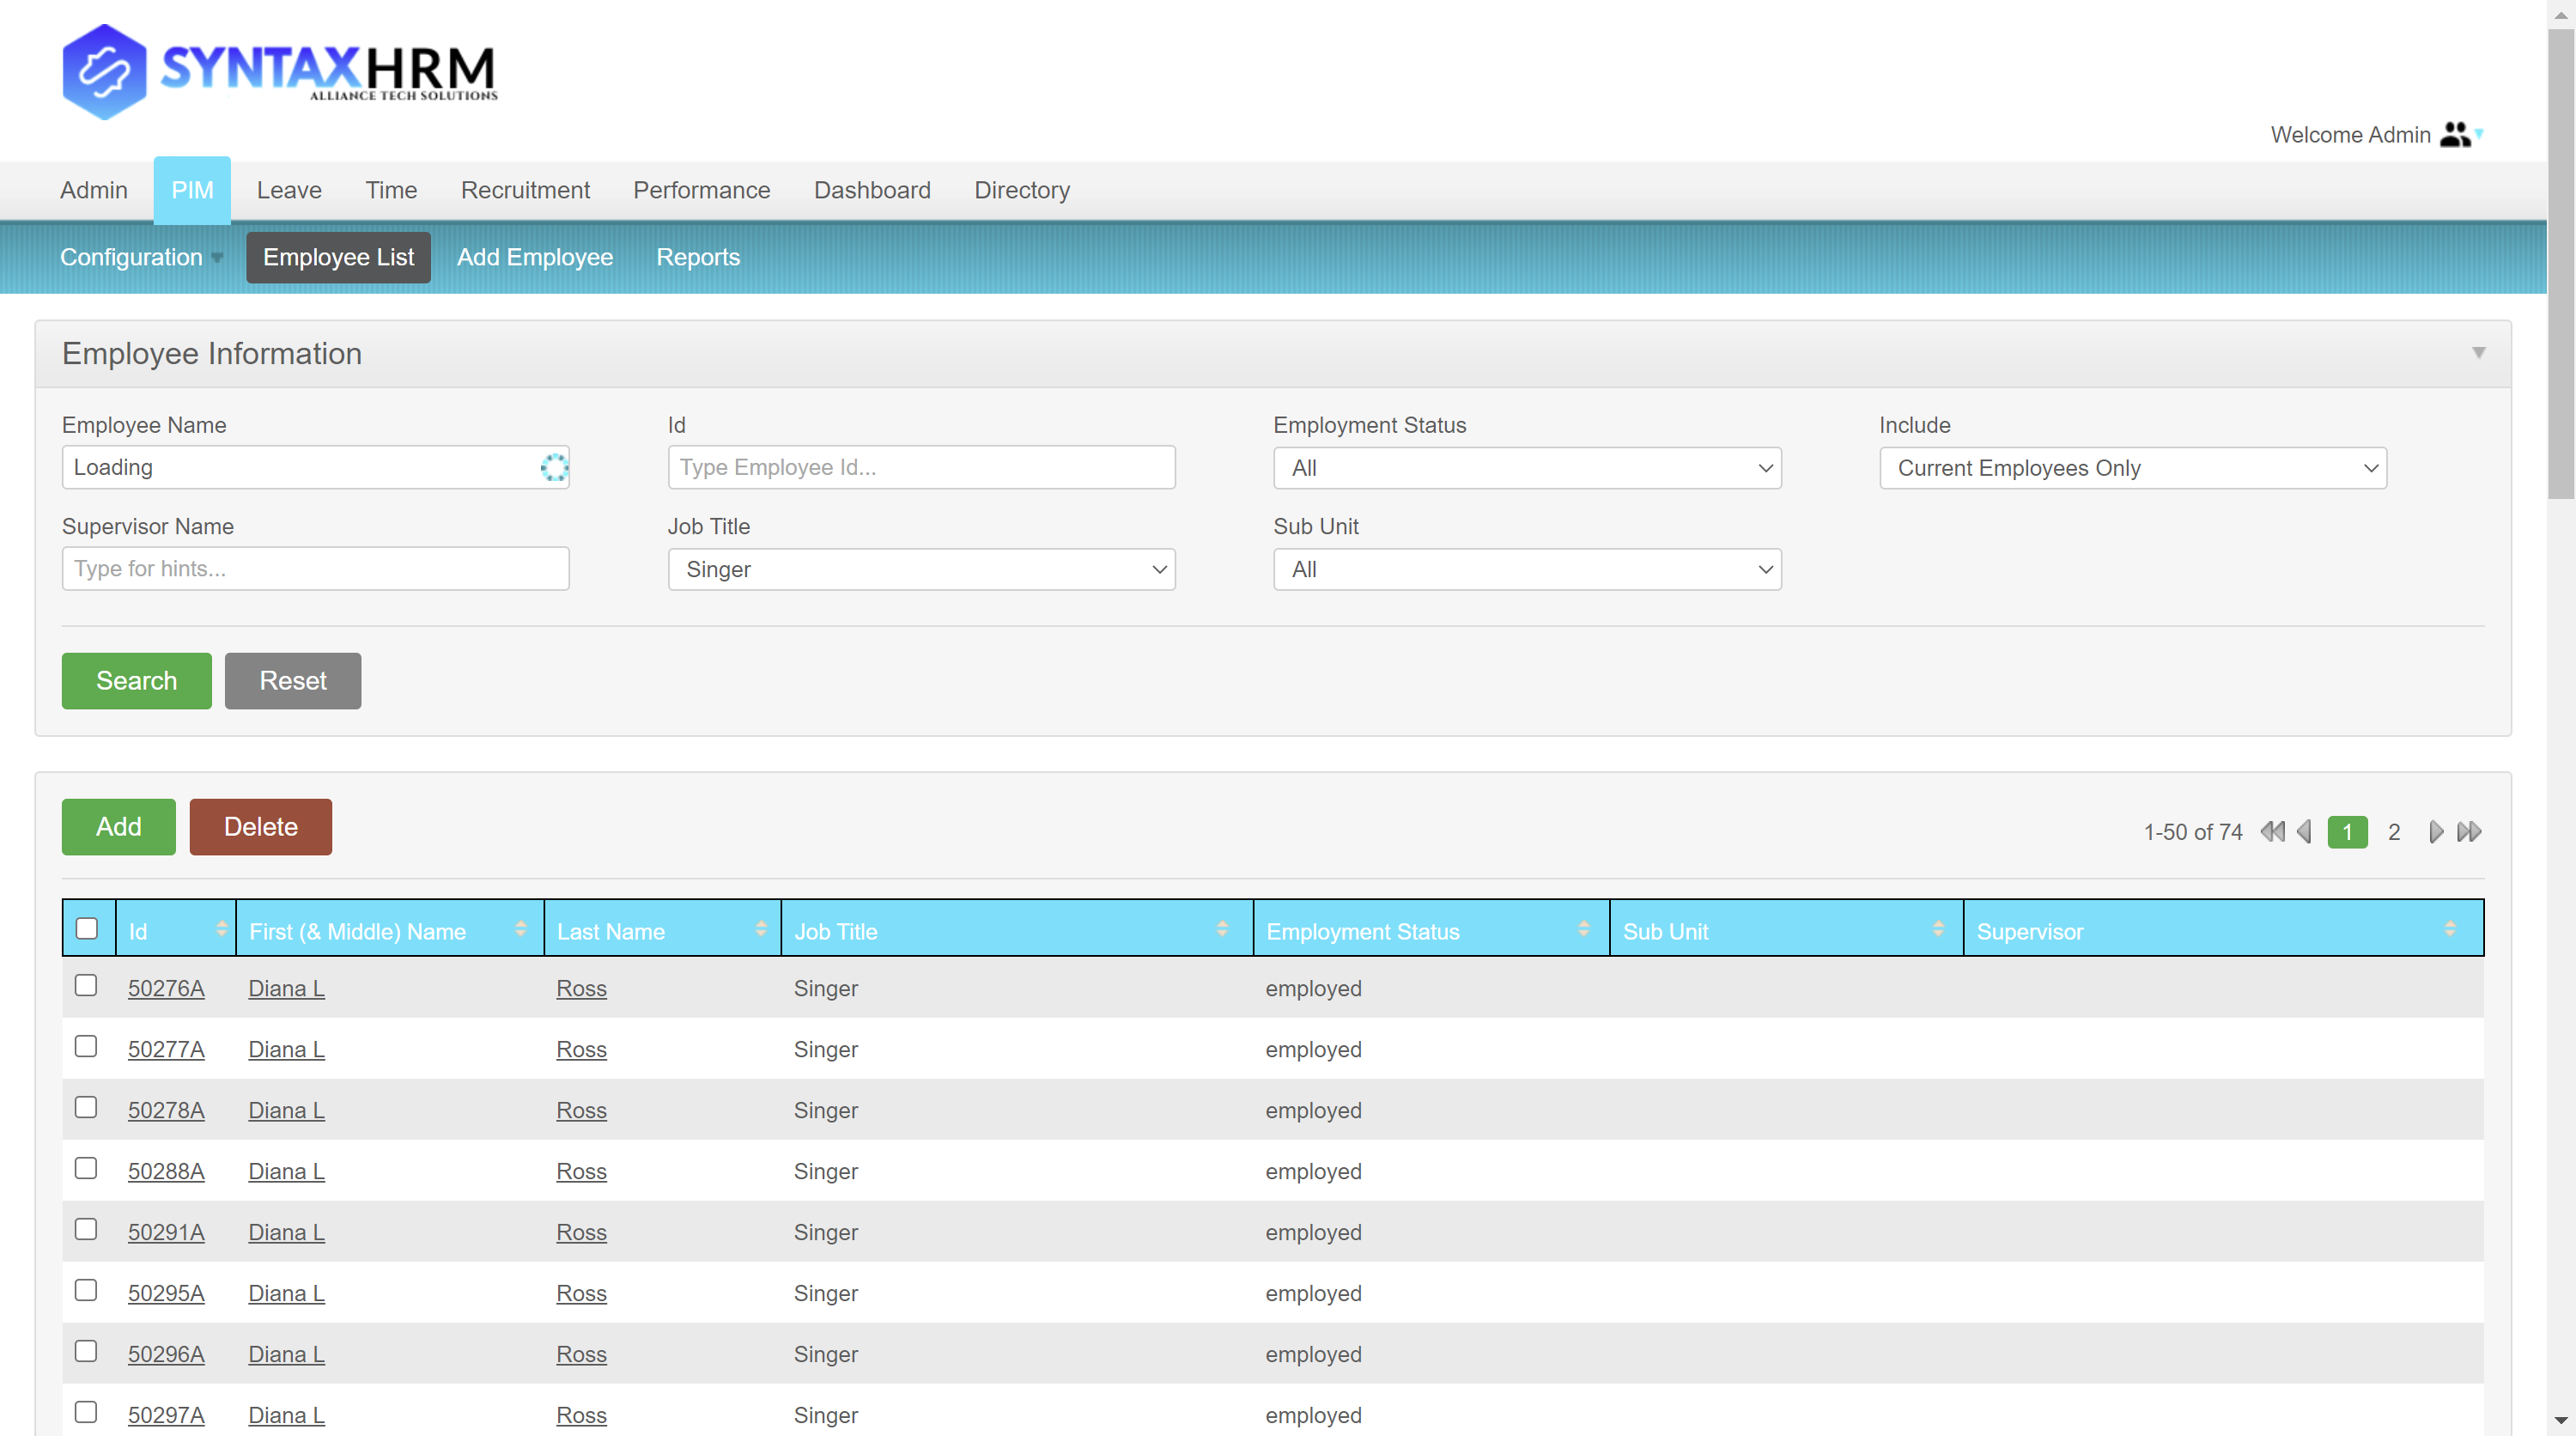 SYNTAXHRM
ALLIANCE TECH SOLUTIONS
Welcome Admin
Admin PIM Leave Time Recruitment Performance Dashboard Directory
Configuration Employee List Add Employee Reports
Employee Information
Employee Name Id Employment Status Include
Loading Type Employee Id... All Current Employees Only
Supervisor Name Job Title Sub Unit
Type for hints... Singer All
Search Reset
Add Delete
1-50 of 74 1 2
Id First (& Middle) Name Last Name Job Title Employment Status Sub Unit Supervisor
50276A Diana L Ross Singer employed
50277A Diana L Ross Singer employed
50278A Diana L Ross Singer employed
50288A Diana L Ross Singer employed
50291A Diana L Ross Singer employed
50295A Diana L Ross Singer employed
50296A Diana L Ross Singer employed
50297A Diana L Ross Singer employed